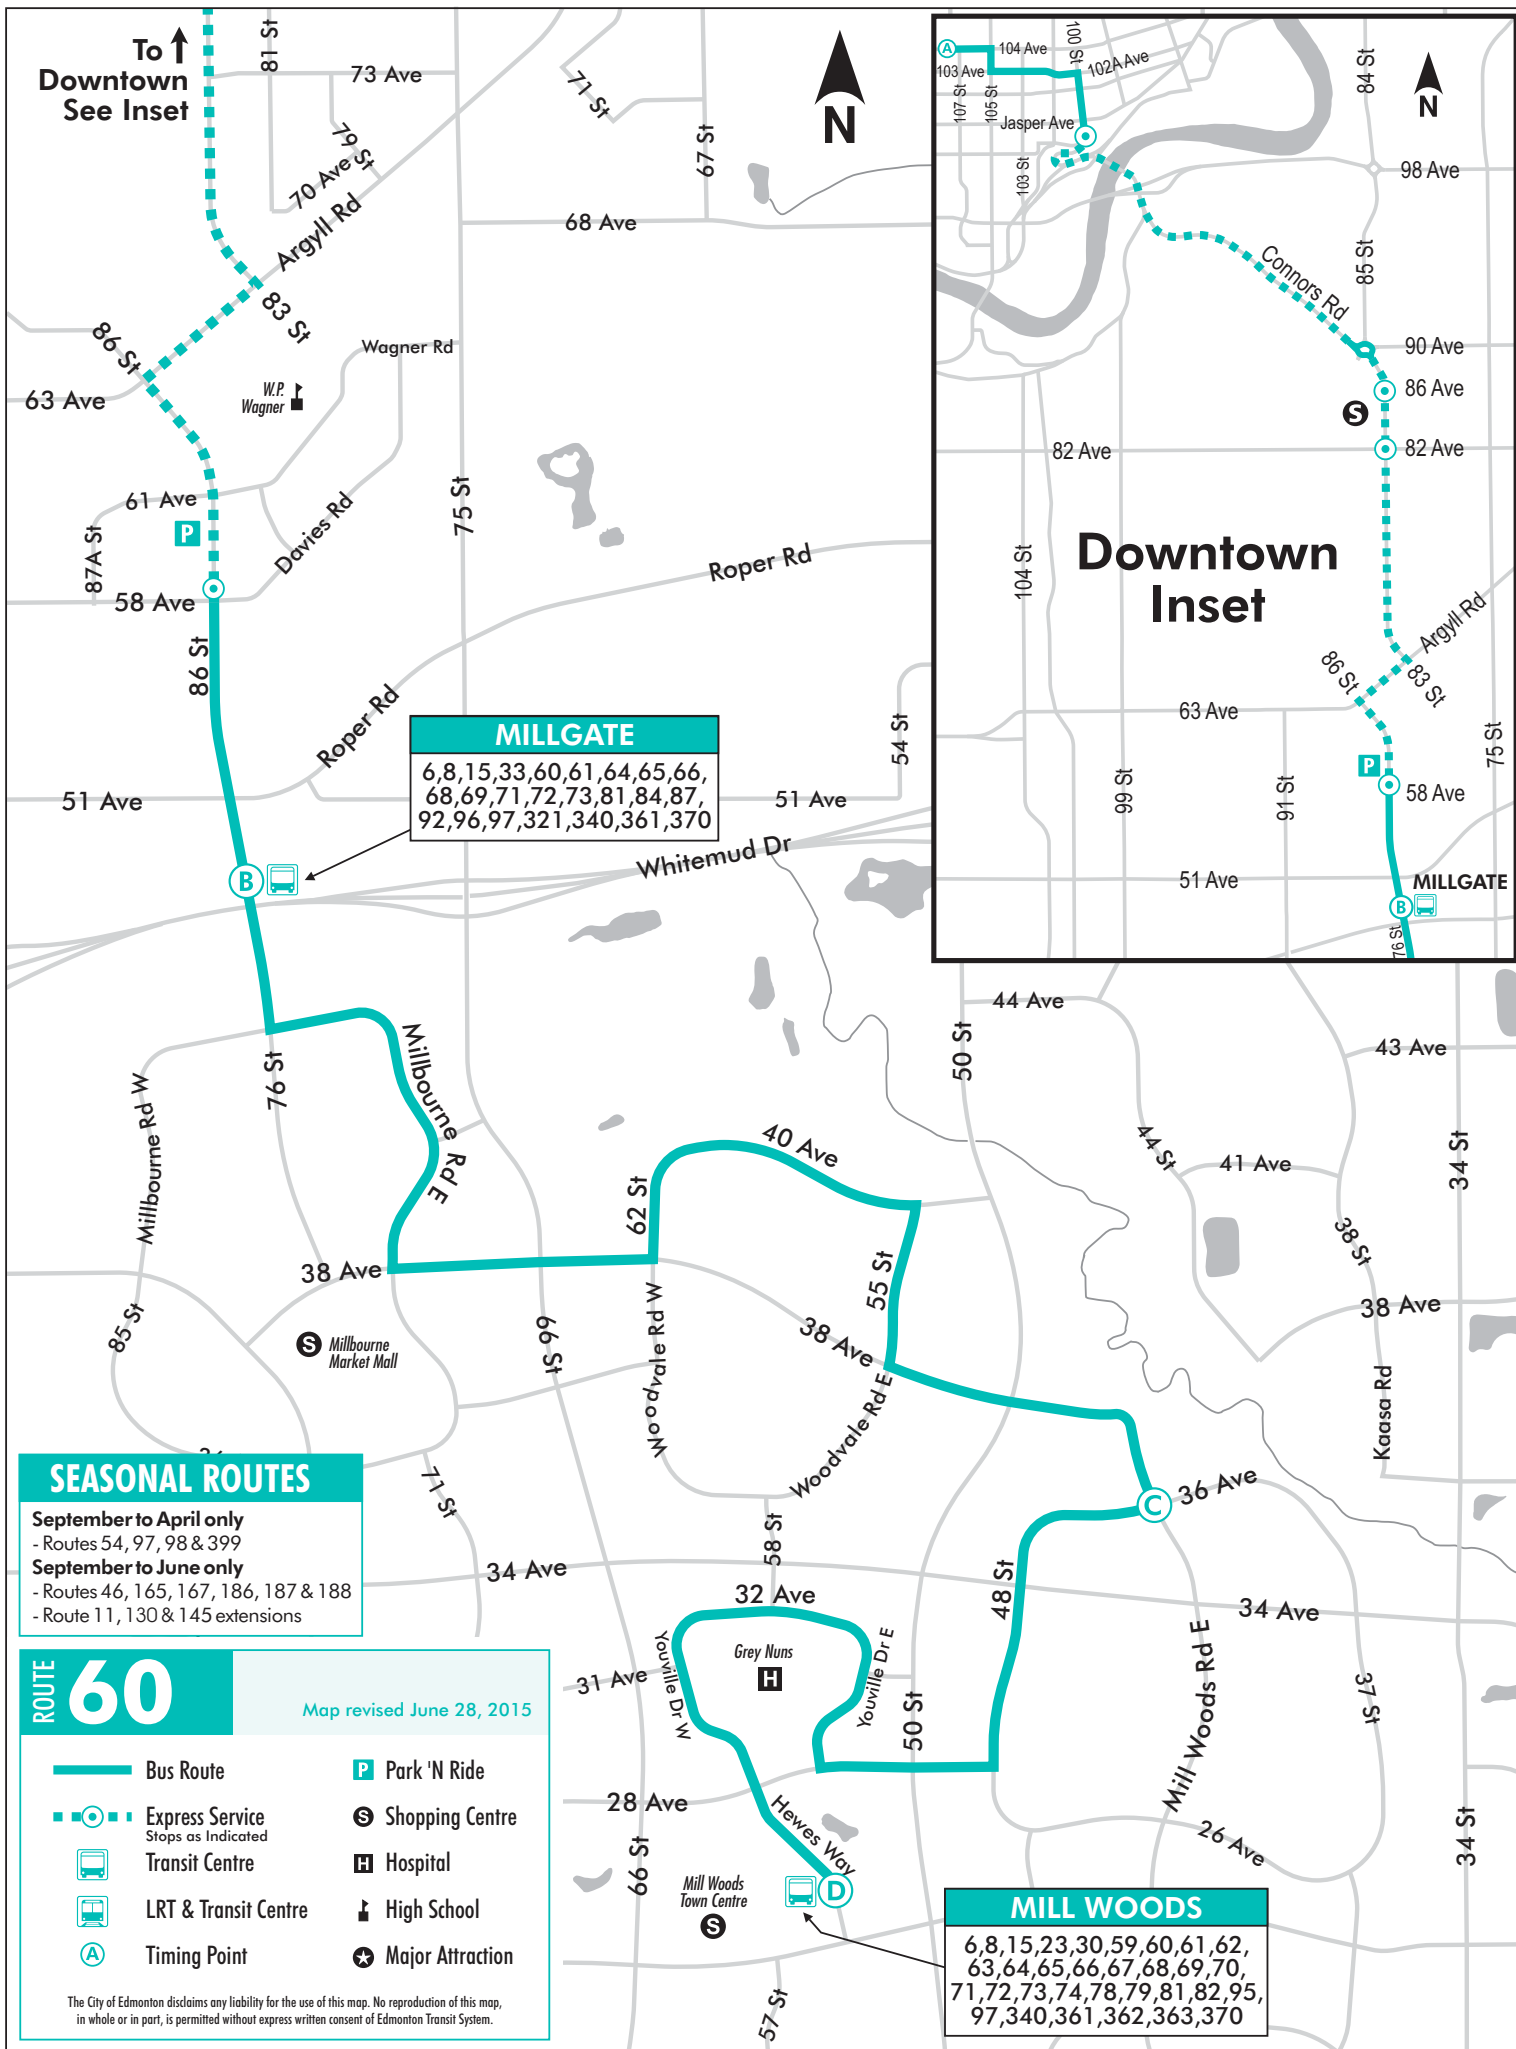 To
Downtown
See Inset
81 St
73 Ave
79 St
70 Ave
Argyll Rd
71 St
67 St
N
68 Ave
83 St
86 St
Wagner Rd
W.P.
Wagner
63 Ave
75 St
61 Ave
P
87A St
Davies Rd
58 Ave
86 St
Roper Rd
Roper Rd
54 St
51 Ave
51 Ave
MILLGATE
6,8,15,33,60,61,64,65,66,
68,69,71,72,73,81,84,87,
92,96,97,321,340,361,370
B
Whitemud Dr
A
104 Ave
100 St
103 Ave
102A Ave
107 St
105 St
Jasper Ave
103 St
84 St
N
98 Ave
Connors Rd
85 St
90 Ave
86 Ave
S
82 Ave
82 Ave
Downtown
Inset
104 St
Argyll Rd
86 St
83 St
63 Ave
75 St
P
58 Ave
99 St
91 St
51 Ave
MILLGATE
B
76 St
44 Ave
50 St
43 Ave
Millbourne Rd W
76 St
Millbourne Rd E
40 Ave
44 St
41 Ave
34 St
62 St
38 St
38 Ave
55 St
38 Ave
85 St
S
Millbourne
Market Mall
69 St
Woodvale Rd W
38 Ave
Woodvale Rd E
Kaasa Rd
71 St
C
36 Ave
SEASONAL ROUTES
September to April only
- Routes 54, 97, 98 & 399
September to June only
- Routes 46, 165, 167, 186, 187 & 188
- Route 11, 130 & 145 extensions
34 Ave
58 St
32 Ave
48 St
34 Ave
Grey Nuns
H
Youville Dr W
Youville Dr E
31 Ave
50 St
Mill Woods Rd E
37 St
28 Ave
Hewes Way
26 Ave
34 St
66 St
Mill Woods
Town Centre
S
D
57 St
MILL WOODS
6,8,15,23,30,59,60,61,62,
63,64,65,66,67,68,69,70,
71,72,73,74,78,79,81,82,95,
97,340,361,362,363,370
ROUTE 60
Map revised June 28, 2015
Bus Route
P Park 'N Ride
Express Service
Stops as Indicated
S Shopping Centre
Transit Centre
H Hospital
LRT & Transit Centre
High School
A Timing Point
Major Attraction
The City of Edmonton disclaims any liability for the use of this map. No reproduction of this map,
in whole or in part, is permitted without express written consent of Edmonton Transit System.